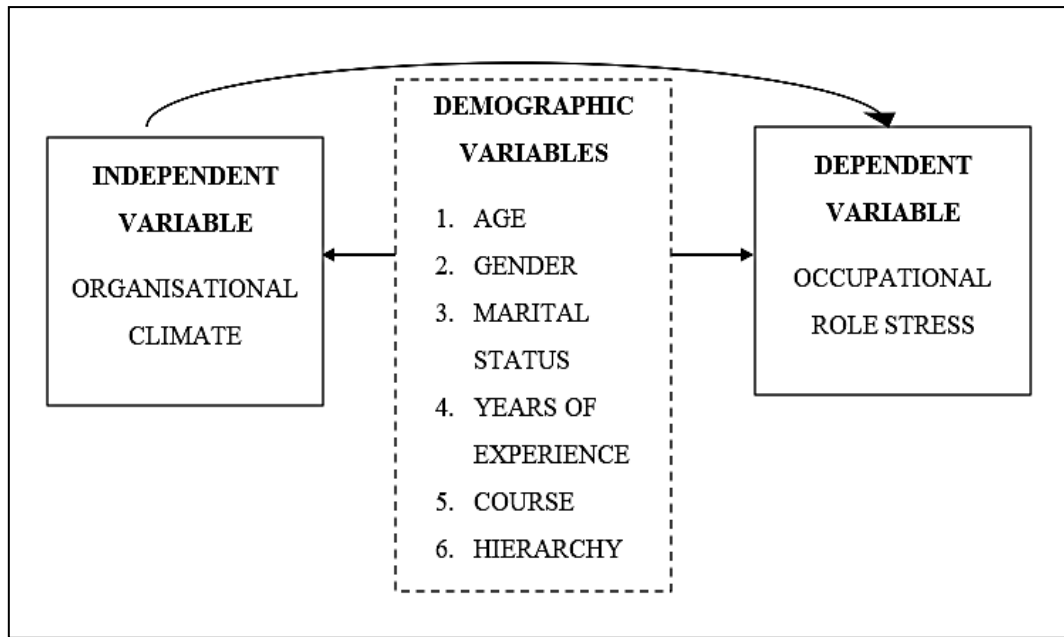 INDEPENDENT
VARIABLE
ORGANISATIONAL
CLIMATE
DEMOGRAPHIC
VARIABLES
1. AGE
2. GENDER
3. MARITAL
STATUS
4. YEARS OF
EXPERIENCE
5. COURSE
6. HIERARCHY
DEPENDENT
VARIABLE
OCCUPATIONAL
ROLE STRESS